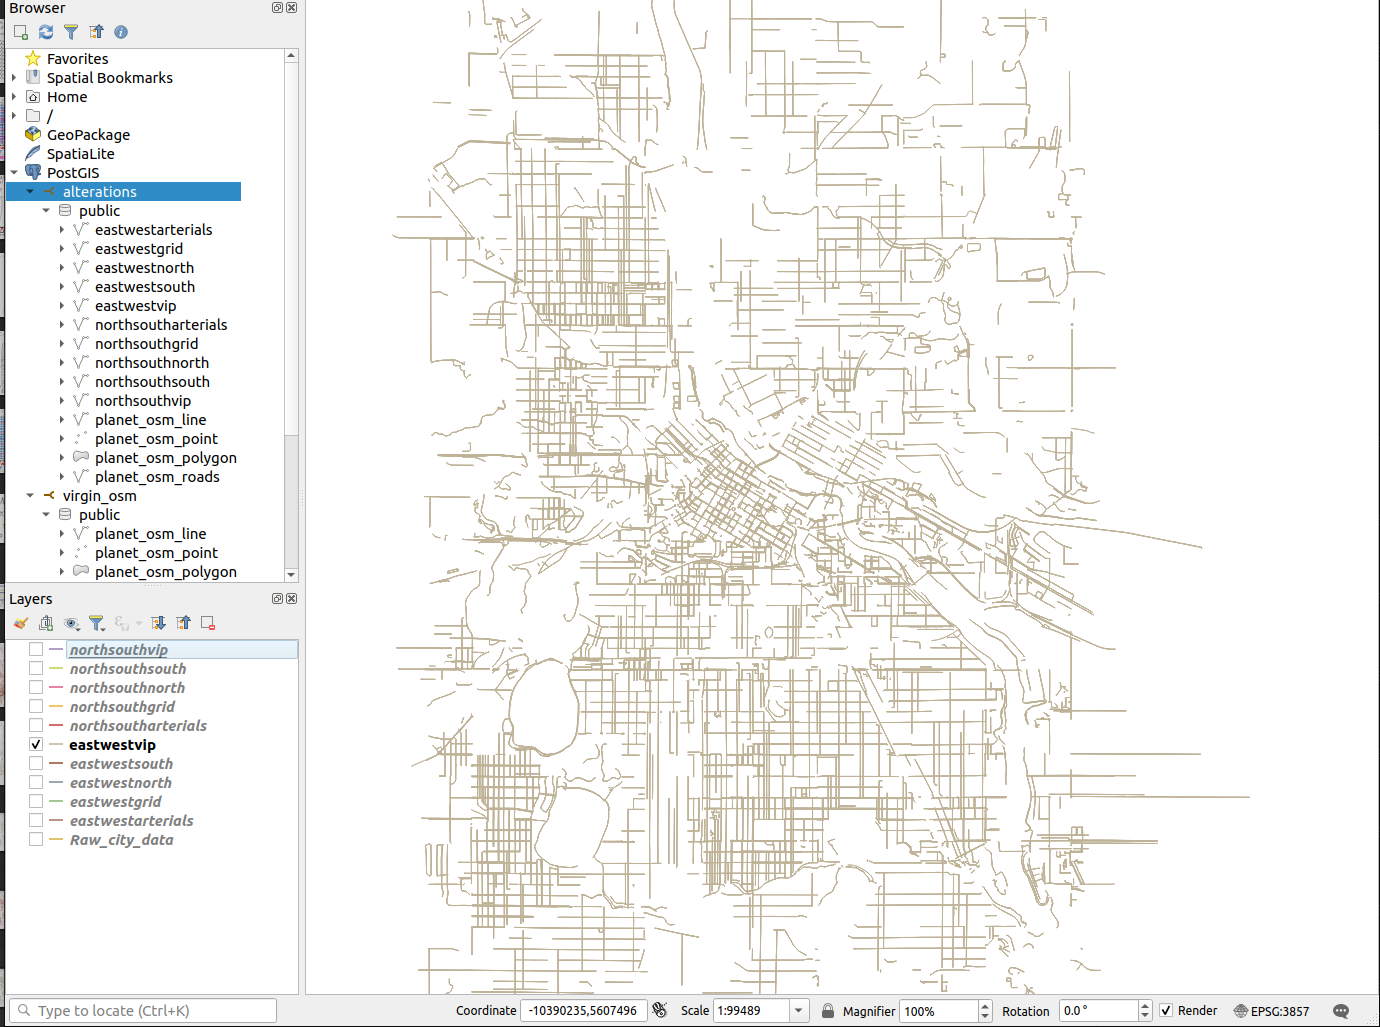 Browser
Favorites
Spatial Bookmarks
Home
/
GeoPackage
SpatiaLite
PostGIS
alterations
public
eastwestarterials
eastwestgrid
eastwestnorth
eastwestsouth
eastwestvip
northsoutharterials
northsouthgrid
northsouthnorth
northsouthsouth
northsouthvip
planet_osm_line
planet_osm_point
planet_osm_polygon
planet_osm_roads
virgin_osm
public
planet_osm_line
planet_osm_point
planet_osm_polygon
Layers
northsouthvip
northsouthsouth
northsouthnorth
northsouthgrid
northsoutharterials
eastwestvip
eastwestsouth
eastwestnorth
eastwestgrid
eastwestarterials
Raw_city_data
Type to locate (Ctrl+K) Coordinate -10390235,5607496 Scale 1:99489 Magnifier 100% Rotation 0.0 ° Render EPSG:3857